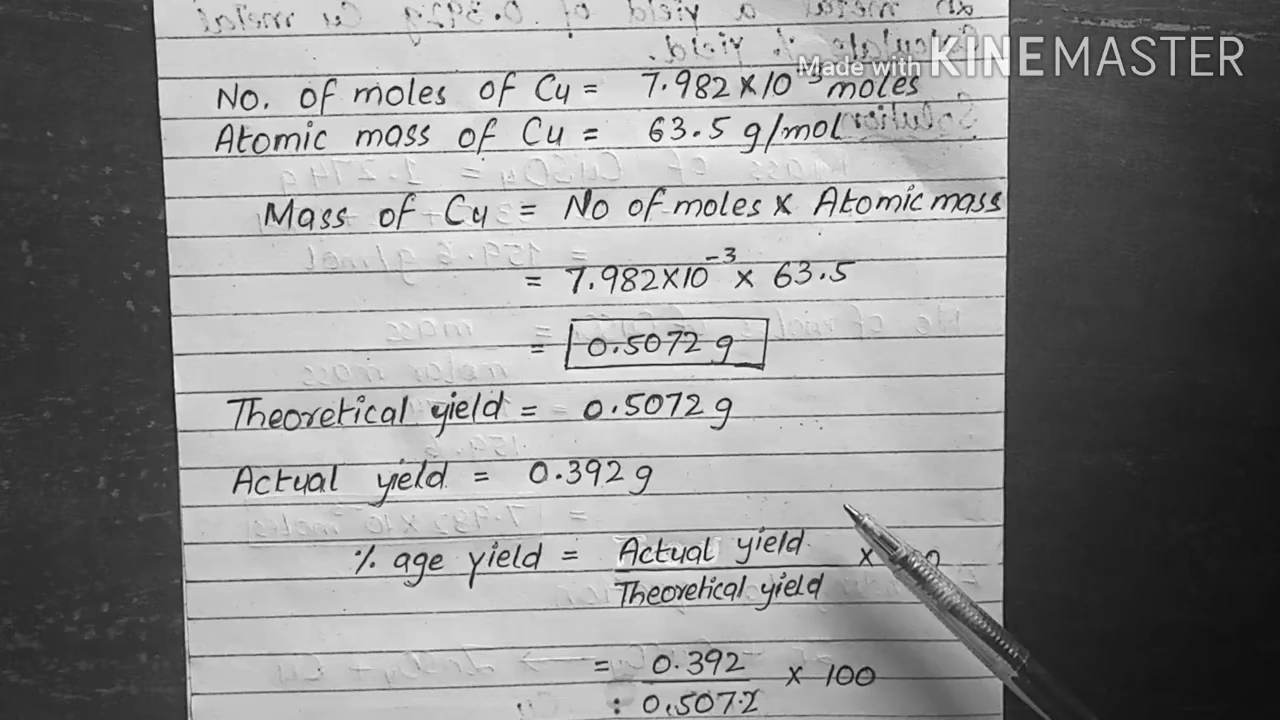 Made with KINEMASTER
No. of moles of Cu = 7.982×10⁻³ moles
Atomic mass of Cu = 63.5 g/mol
Mass of Cu = No of moles × Atomic mass
= 7.982×10⁻³ × 63.5
= 0.5072 g
Theoretical yield = 0.5072 g
Actual yield = 0.392 g
% age yield = Actual yield × 
Theoretical yield
= 0.392 × 100
0.5072